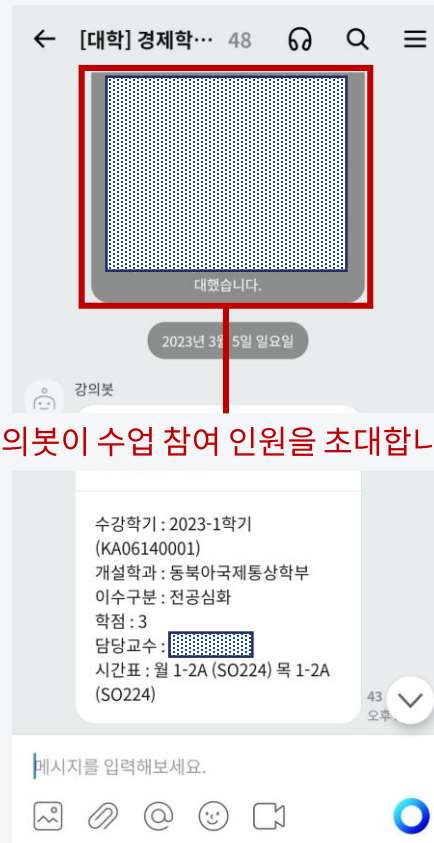 [대학] 경제학… 48
대했습니다.
2023년 3월 5일 일요일
강의봇
의봇이 수업 참여 인원을 초대합니
수강학기 : 2023-1학기
(KA06140001)
개설학과 : 동북아국제통상학부
이수구분 : 전공심화
학점 : 3
담당교수 :
시간표 : 월 1-2A (SO224) 목 1-2A
(SO224)
43
오후
메시지를 입력해보세요.